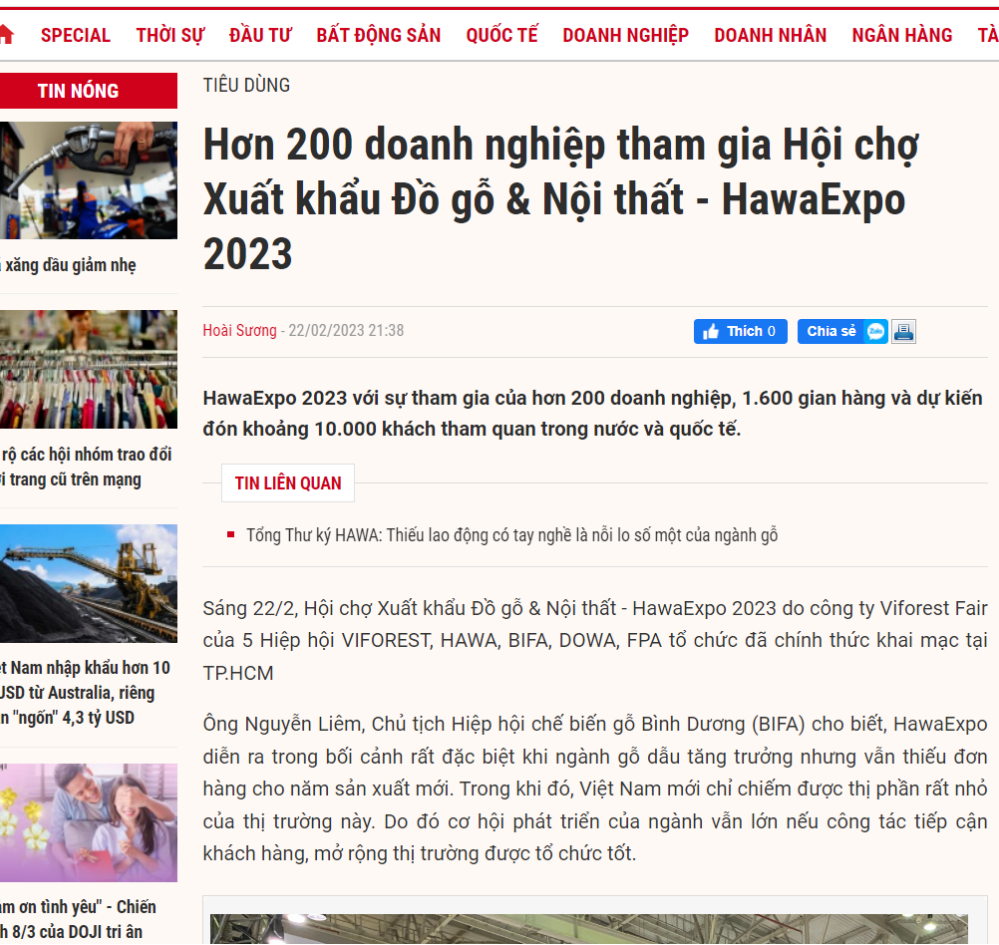 SPECIAL THỜI SỰ ĐẦU TƯ BẤT ĐỘNG SẢN QUỐC TẾ DOANH NGHIỆP DOANH NHÂN NGÂN HÀNG
TIN NÓNG
xăng dầu giảm nhẹ
rộ các hội nhóm trao đổi
trang cũ trên mạng
Nam nhập khẩu hơn 10
USD từ Australia, riêng
"ngốn" 4,3 tỷ USD
ơn tình yêu" - Chiến
8/3 của DOJI tri ân
TIÊU DÙNG
Hơn 200 doanh nghiệp tham gia Hội chợ
Xuất khẩu Đồ gỗ & Nội thất - HawaExpo
2023
Hoài Sương - 22/02/2023 21:38
Thích 0 Chia sẻ Zalo
HawaExpo 2023 với sự tham gia của hơn 200 doanh nghiệp, 1.600 gian hàng và dự kiến
đón khoảng 10.000 khách tham quan trong nước và quốc tế.
TIN LIÊN QUAN
Tổng Thư ký HAWA: Thiếu lao động có tay nghề là nỗi lo số một của ngành gỗ
Sáng 22/2, Hội chợ Xuất khẩu Đồ gỗ & Nội thất - HawaExpo 2023 do công ty Viforest Fair
của 5 Hiệp hội VIFOREST, HAWA, BIFA, DOWA, FPA tổ chức đã chính thức khai mạc tại
TP.HCM
Ông Nguyễn Liêm, Chủ tịch Hiệp hội chế biến gỗ Bình Dương (BIFA) cho biết, HawaExpo
diễn ra trong bối cảnh rất đặc biệt khi ngành gỗ dẫu tăng trưởng nhưng vẫn thiếu đơn
hàng cho năm sản xuất mới. Trong khi đó, Việt Nam mới chỉ chiếm được thị phần rất nhỏ
của thị trường này. Do đó cơ hội phát triển của ngành vẫn lớn nếu công tác tiếp cận
khách hàng, mở rộng thị trường được tổ chức tốt.